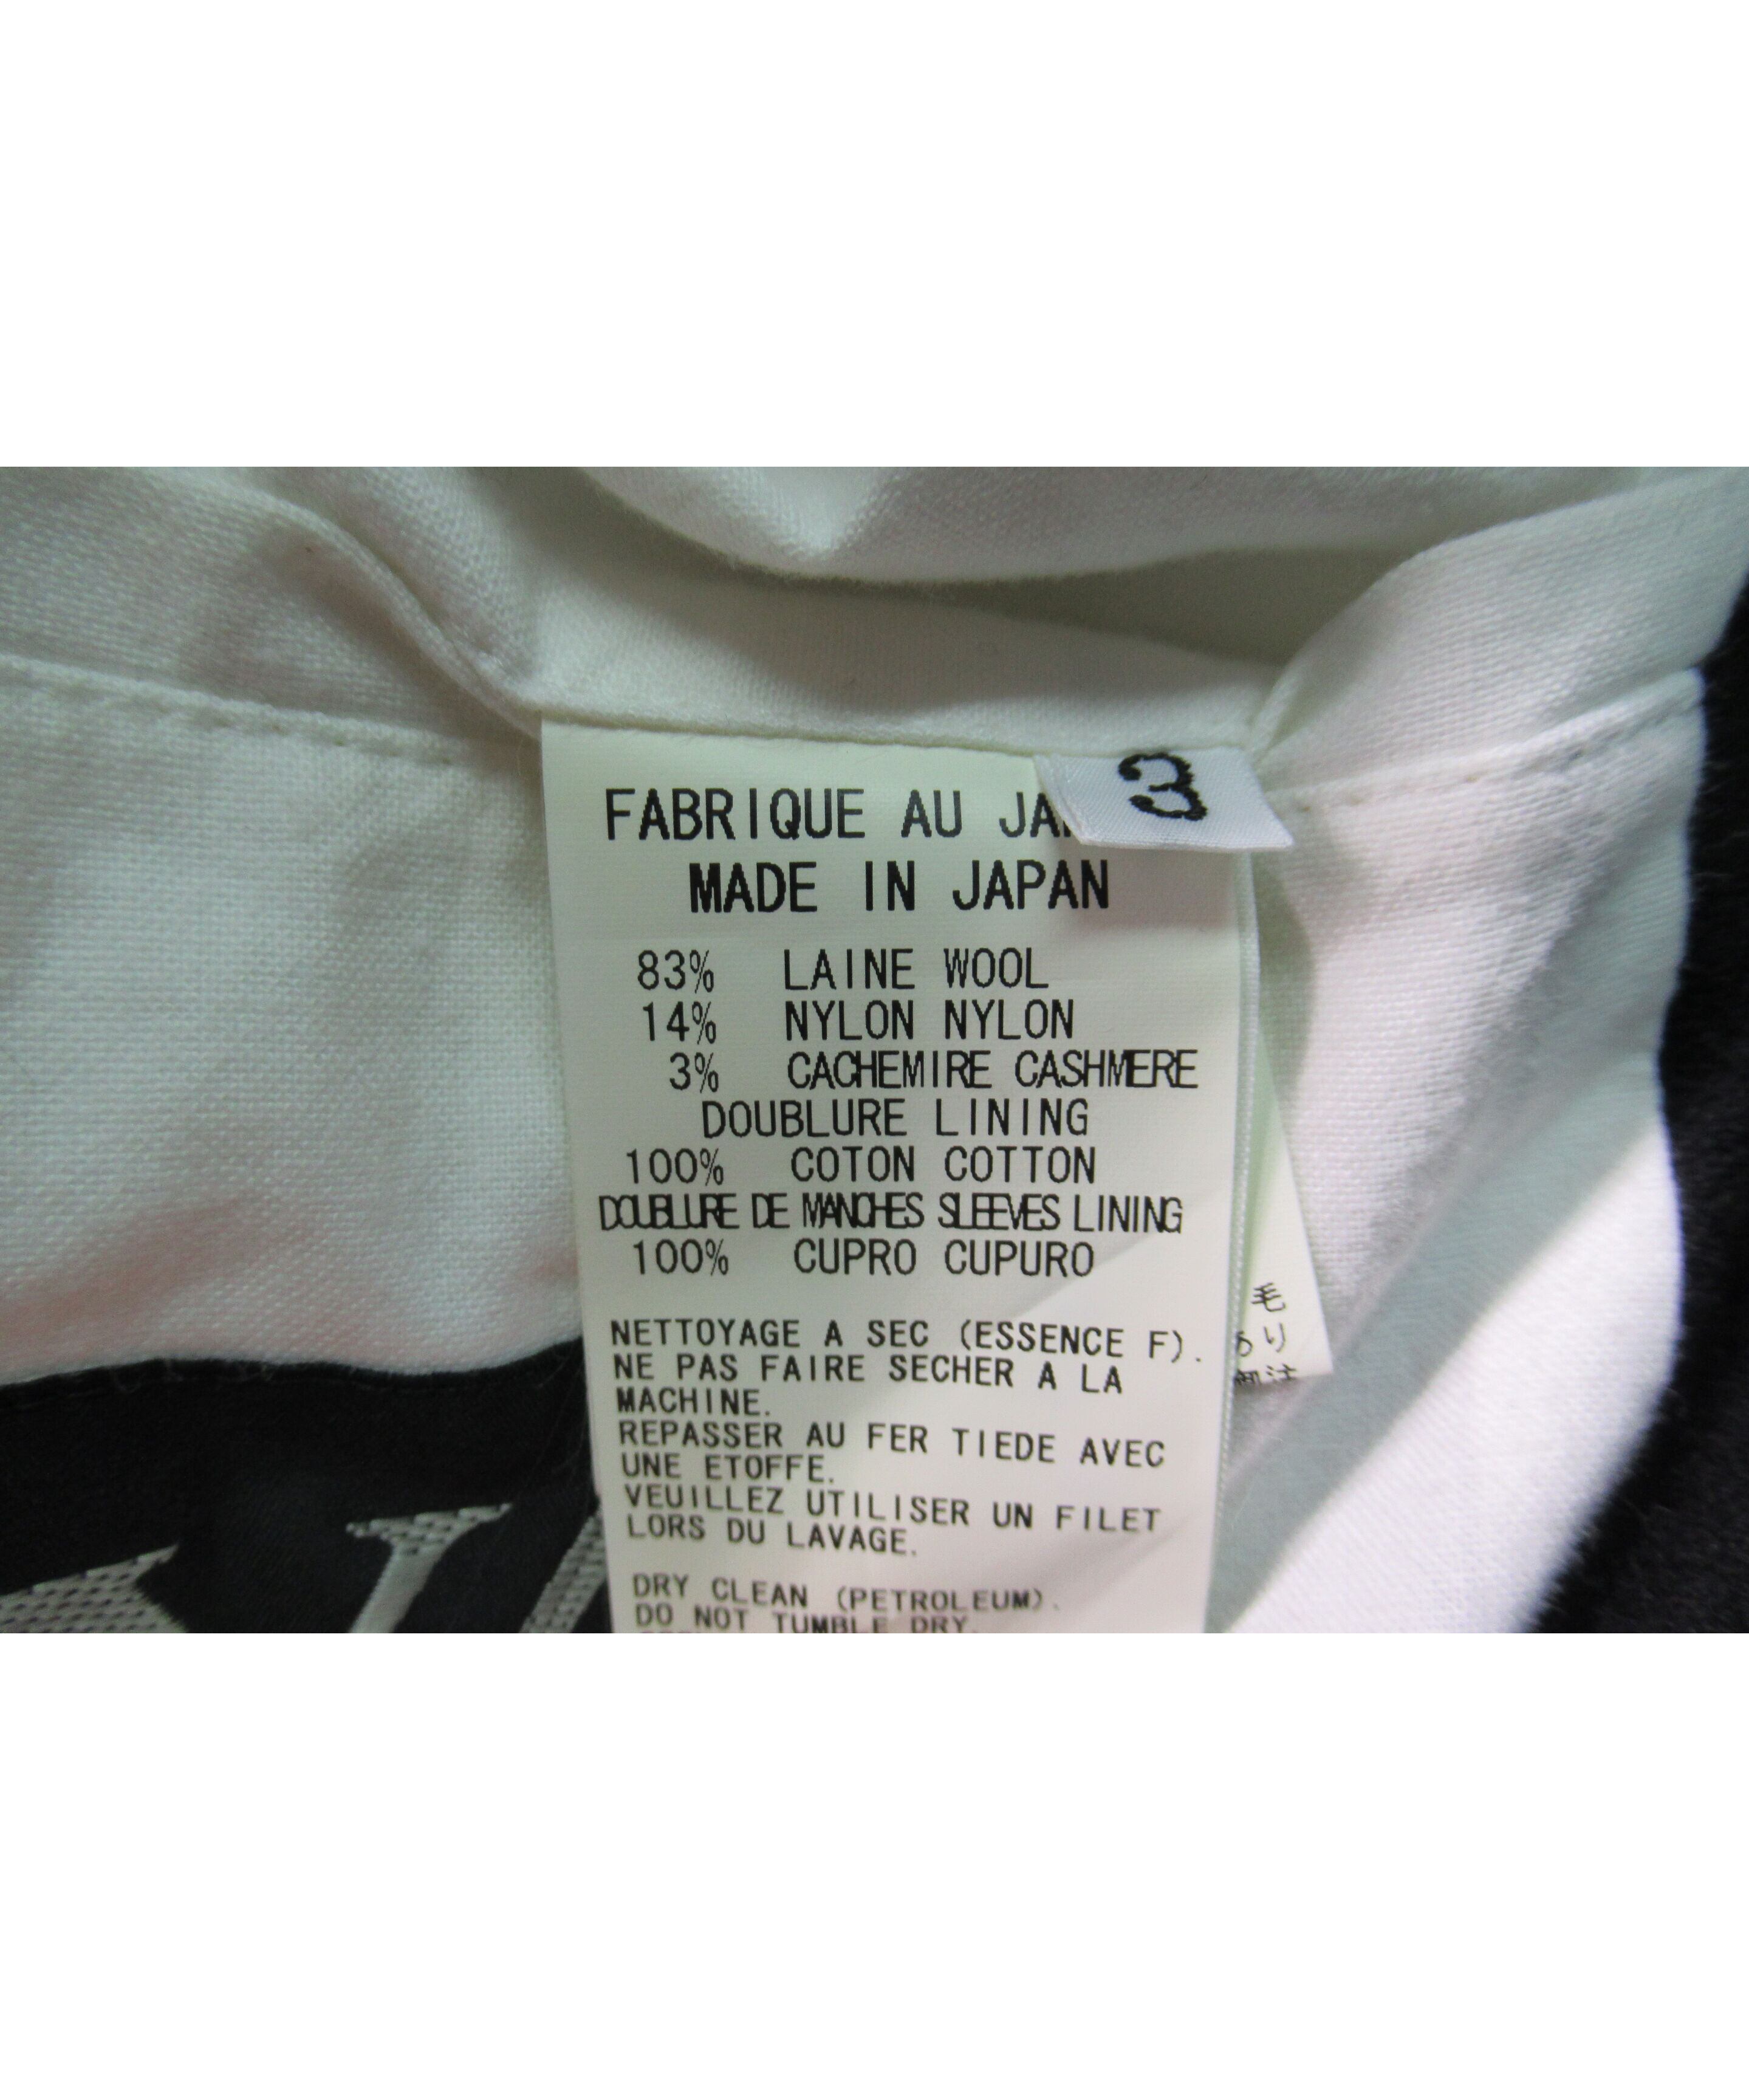 3
FABRIQUE AU
MADE IN JAPAN
83% LAINE WOOL
14% NYLON NYLON
3% CACHEMIRE CASHMERE
DOUBLURE LINING
100% COTON COTTON
DOUBLURE DE MANCHES SLEEVES LINING
100% CUPRO CUPURO
NETTOYAGE A SEC (ESSENCE F).
NE PAS FAIRE SECHER A LA
MACHINE.
REPASSER AU FER TIEDE AVEC
UNE ETOFFE.
VEUILLEZ UTILISER UN FILET
LORS DU LAVAGE.
DRY CLEAN (PETROLEUM).
DO NOT TUMBLE DRY.
毛